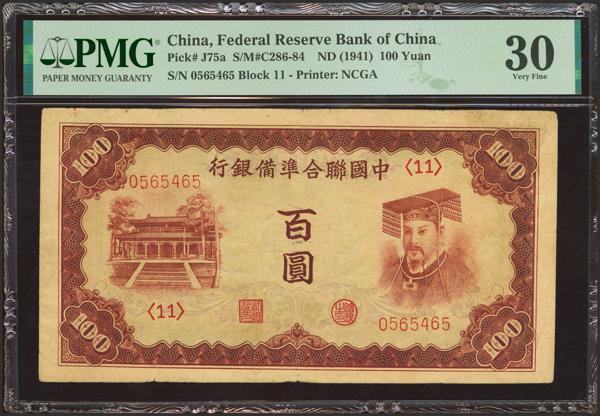 PMG
PAPER MONEY GUARANTY
China, Federal Reserve Bank of China
Pick# J75a S/M#C286-84 ND (1941) 100 Yuan
S/N 0565465 Block 11 - Printer: NCGA
30
Very Fine
100
100
行銀備準合聯國中
〈11〉
0565465
百圓
〈11〉
0565465
100
100